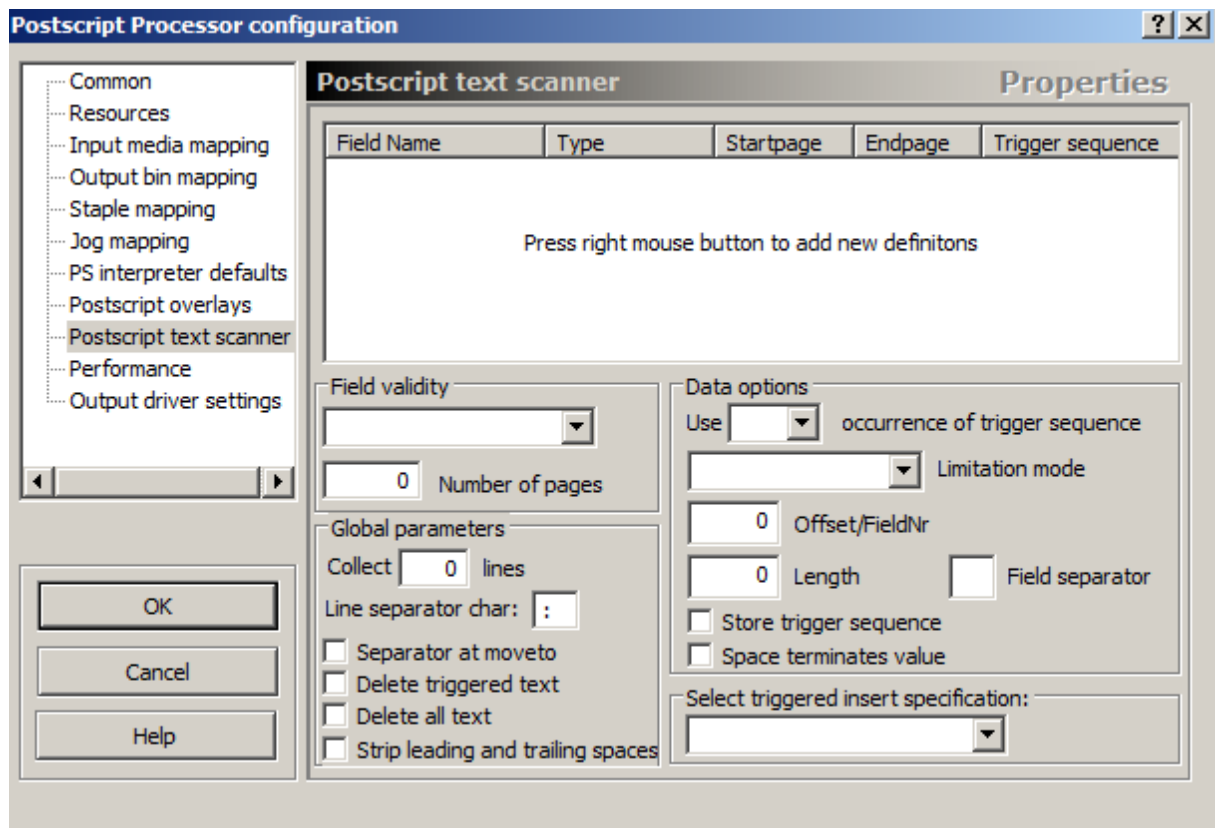 Postscript Processor configuration
Common
Resources
Input media mapping
Output bin mapping
Staple mapping
Jog mapping
PS interpreter defaults
Postscript overlays
Postscript text scanner
Performance
Output driver settings
OK
Cancel
Help
Postscript text scanner Properties
Field Name Type Startpage Endpage Trigger sequence
Press right mouse button to add new definitons
Field validity
0 Number of pages
Global parameters
Collect 0 lines
Line separator char: :
Separator at moveto
Delete triggered text
Delete all text
Strip leading and trailing spaces
Data options
Use occurrence of trigger sequence
Limitation mode
0 Offset/FieldNr
0 Length Field separator
Store trigger sequence
Space terminates value
Select triggered insert specification: